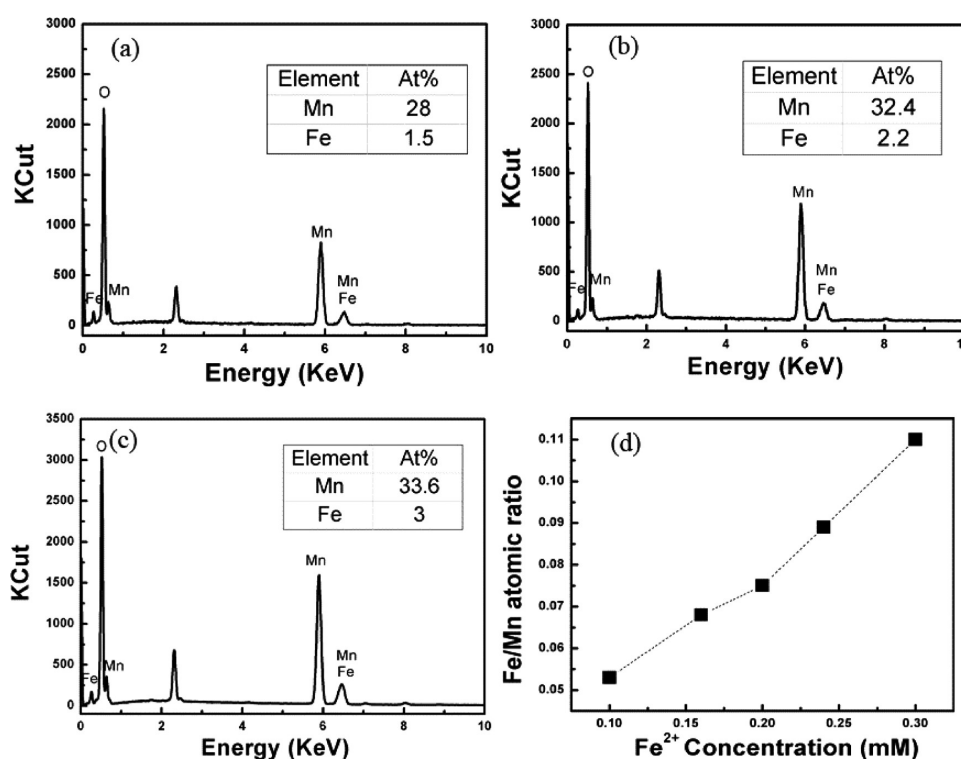 (a)
3000
2500
2000
1500
1000
500
0
KCut
O
Fe
Mn
Mn
Mn
Fe
Element At%
Mn 28
Fe 1.5
0 2 4 6 8 10
Energy (KeV)
(b)
3000
2500
2000
1500
1000
500
0
KCut
O
Fe
Mn
Mn
Mn
Fe
Element At%
Mn 32.4
Fe 2.2
0 2 4 6 8 10
Energy (KeV)
(c)
3500
3000
2500
2000
1500
1000
500
0
KCut
O
Fe
Mn
Mn
Mn
Fe
Element At%
Mn 33.6
Fe 3
0 2 4 6 8 10
Energy (KeV)
(d)
0.11
0.10
0.09
0.08
0.07
0.06
0.05
Fe/Mn atomic ratio
0.10 0.15 0.20 0.25 0.30
Fe²⁺ Concentration (mM)